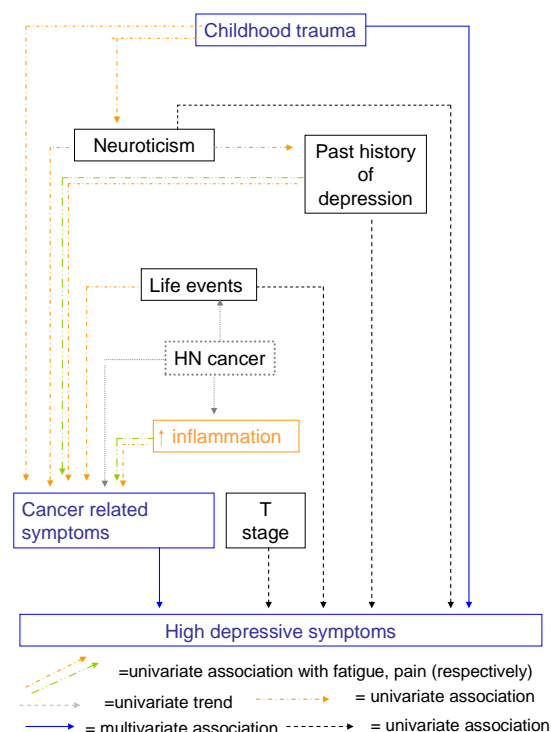 Childhood trauma
Neuroticism
Past history
of
depression
Life events
HN cancer
↑ inflammation
Cancer related
symptoms
T
stage
High depressive symptoms
=univariate association with fatigue, pain (respectively)
=univariate trend
= univariate association
= multivariate association
= univariate association